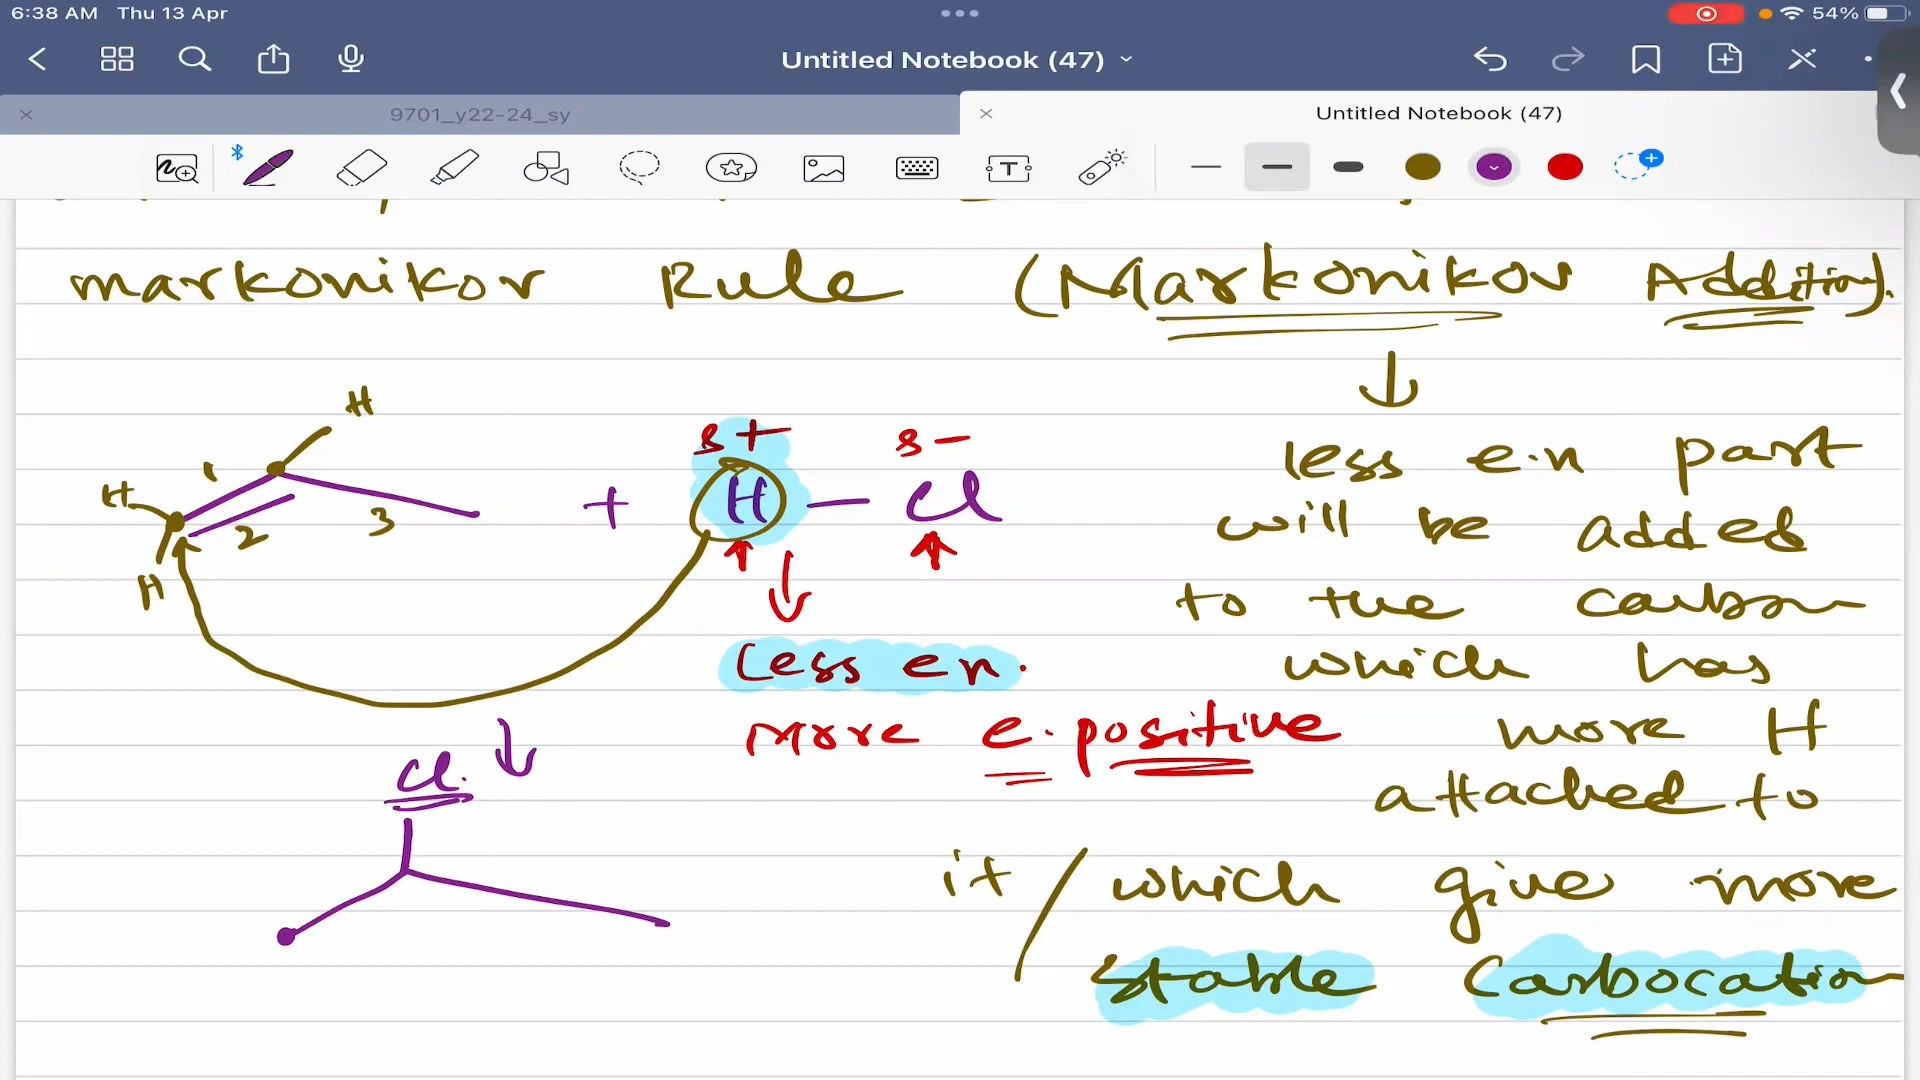 6:38 AM Thu 13 Apr
54%
Untitled Notebook (47)
9701_y22-24_sy
Untitled Notebook (47)
markonikor Rule (Markonikov Addition).
H
H 1 2 3 H
+ H — Cl
δ+ δ-
less en.
more e. positive
Cl.
less e.n part
will be added
to the carbon
which has
more H
attached to
it / which give more
stable Carbocation